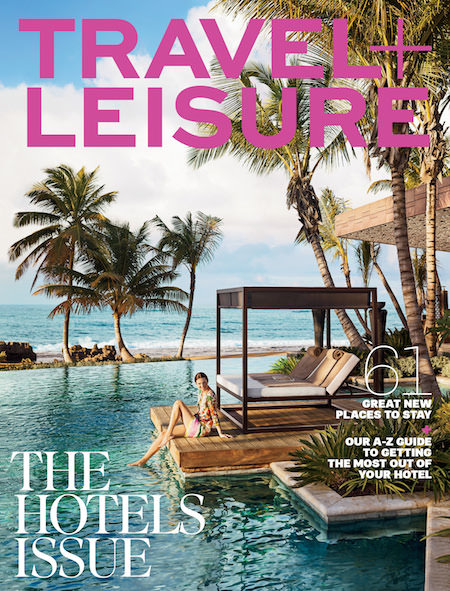 TRAVEL+
LEISURE
61
GREAT NEW
PLACES TO STAY
+
OUR A-Z GUIDE
TO GETTING
THE MOST OUT OF
YOUR HOTEL
THE
HOTELS
ISSUE